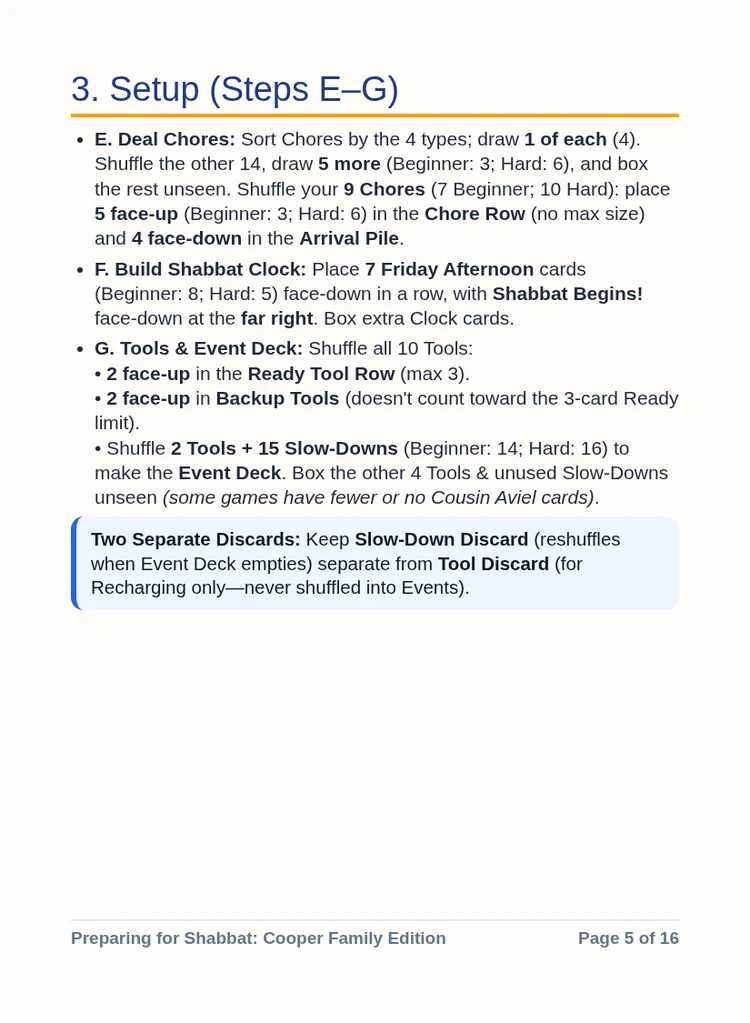 3. Setup (Steps E–G)
• E. Deal Chores: Sort Chores by the 4 types; draw 1 of each (4).
Shuffle the other 14, draw 5 more (Beginner: 3; Hard: 6), and box
the rest unseen. Shuffle your 9 Chores (7 Beginner; 10 Hard): place
5 face-up (Beginner: 3; Hard: 6) in the Chore Row (no max size)
and 4 face-down in the Arrival Pile.
• F. Build Shabbat Clock: Place 7 Friday Afternoon cards
(Beginner: 8; Hard: 5) face-down in a row, with Shabbat Begins!
face-down at the far right. Box extra Clock cards.
• G. Tools & Event Deck: Shuffle all 10 Tools:
• 2 face-up in the Ready Tool Row (max 3).
• 2 face-up in Backup Tools (doesn't count toward the 3-card Ready
limit).
• Shuffle 2 Tools + 15 Slow-Downs (Beginner: 14; Hard: 16) to
make the Event Deck. Box the other 4 Tools & unused Slow-Downs
unseen (some games have fewer or no Cousin Aviel cards).
Two Separate Discards: Keep Slow-Down Discard (reshuffles
when Event Deck empties) separate from Tool Discard (for
Recharging only—never shuffled into Events).
Preparing for Shabbat: Cooper Family Edition
Page 5 of 16